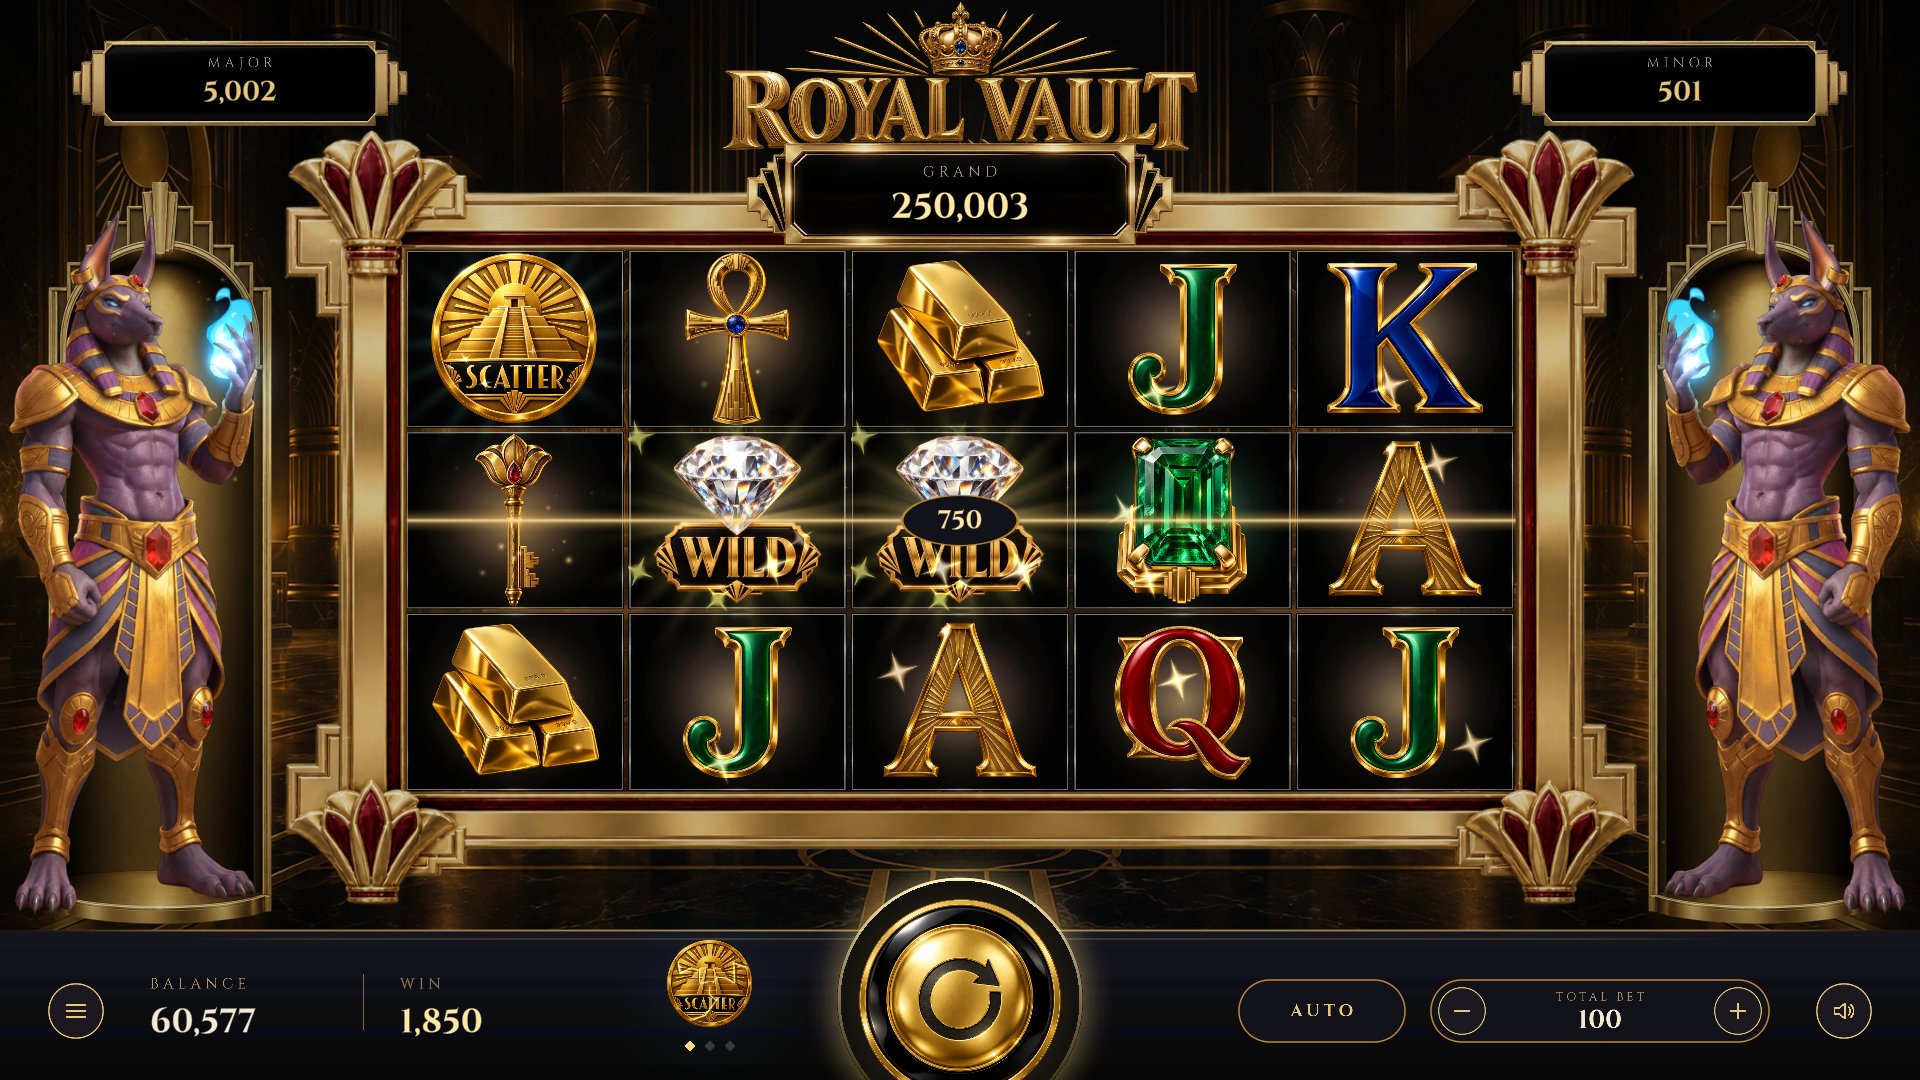 MAJOR
5,002
ROYAL VAULT
MINOR
501
GRAND
250,003
SCATTER
J
K
WILD
750
WILD
A
J
A
Q
J
BALANCE
60,577
WIN
1,850
SCATTER
AUTO
TOTAL BET
100